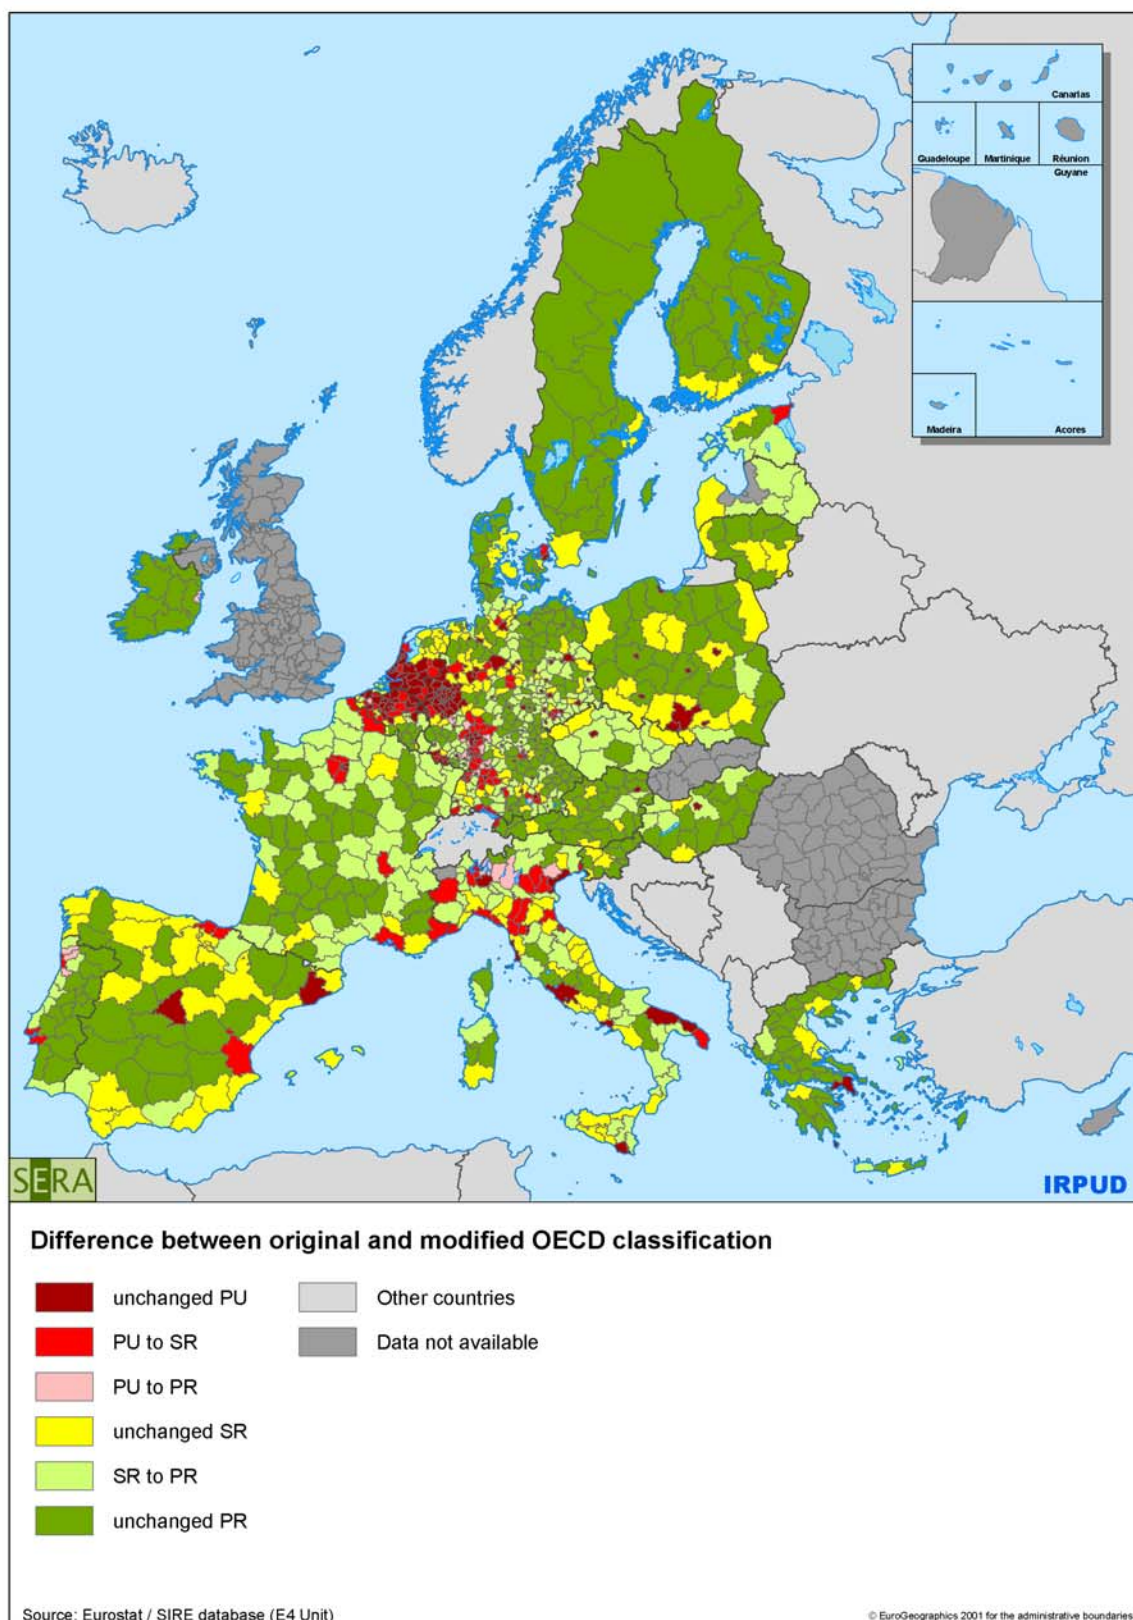 Canarias
Guadeloupe
Martinique
Réunion
Guyane
Madeira
Acores
SERA
IRPUD
Difference between original and modified OECD classification
unchanged PU
Other countries
PU to SR
Data not available
PU to PR
unchanged SR
SR to PR
unchanged PR
Source: Eurostat / SIRE database (E4 Unit)
© EuroGeographics 2001 for the administrative boundaries